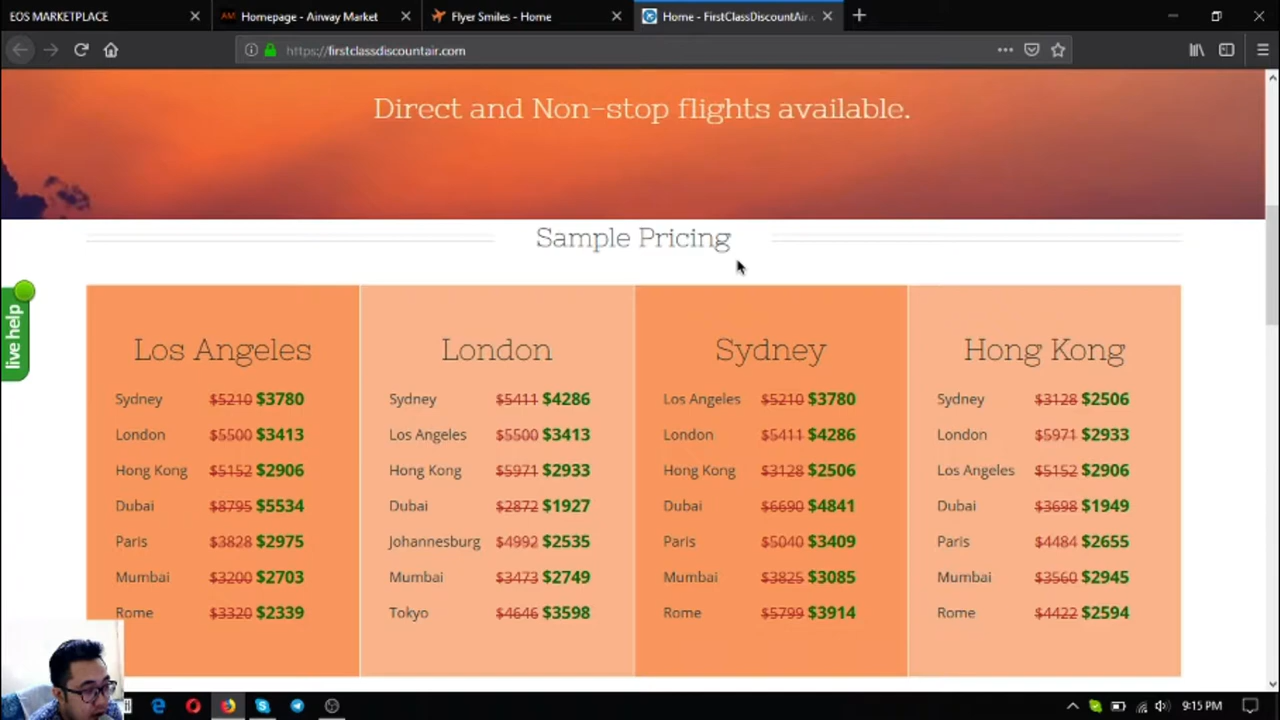 EOS MARKETPLACE
Homepage - Airway Market
Flyer Smiles - Home
Home - FirstClassDiscountAir.
https://firstclassdiscountair.com
Direct and Non-stop flights available.
Sample Pricing
live help
Los Angeles
Sydney $5210 $3780
London $5500 $3413
Hong Kong $5152 $2906
Dubai $8795 $5534
Paris $3828 $2975
Mumbai $3200 $2703
Rome $3320 $2339
London
Sydney $5411 $4286
Los Angeles $5500 $3413
Hong Kong $5971 $2933
Dubai $2872 $1927
Johannesburg $4992 $2535
Mumbai $3473 $2749
Tokyo $4646 $3598
Sydney
Los Angeles $5210 $3780
London $5411 $4286
Hong Kong $3128 $2506
Dubai $6690 $4841
Paris $5040 $3409
Mumbai $3825 $3085
Rome $5799 $3914
Hong Kong
Sydney $3128 $2506
London $5971 $2933
Los Angeles $5152 $2906
Dubai $3698 $1949
Paris $4484 $2655
Mumbai $3560 $2945
Rome $4422 $2594
9:15 PM